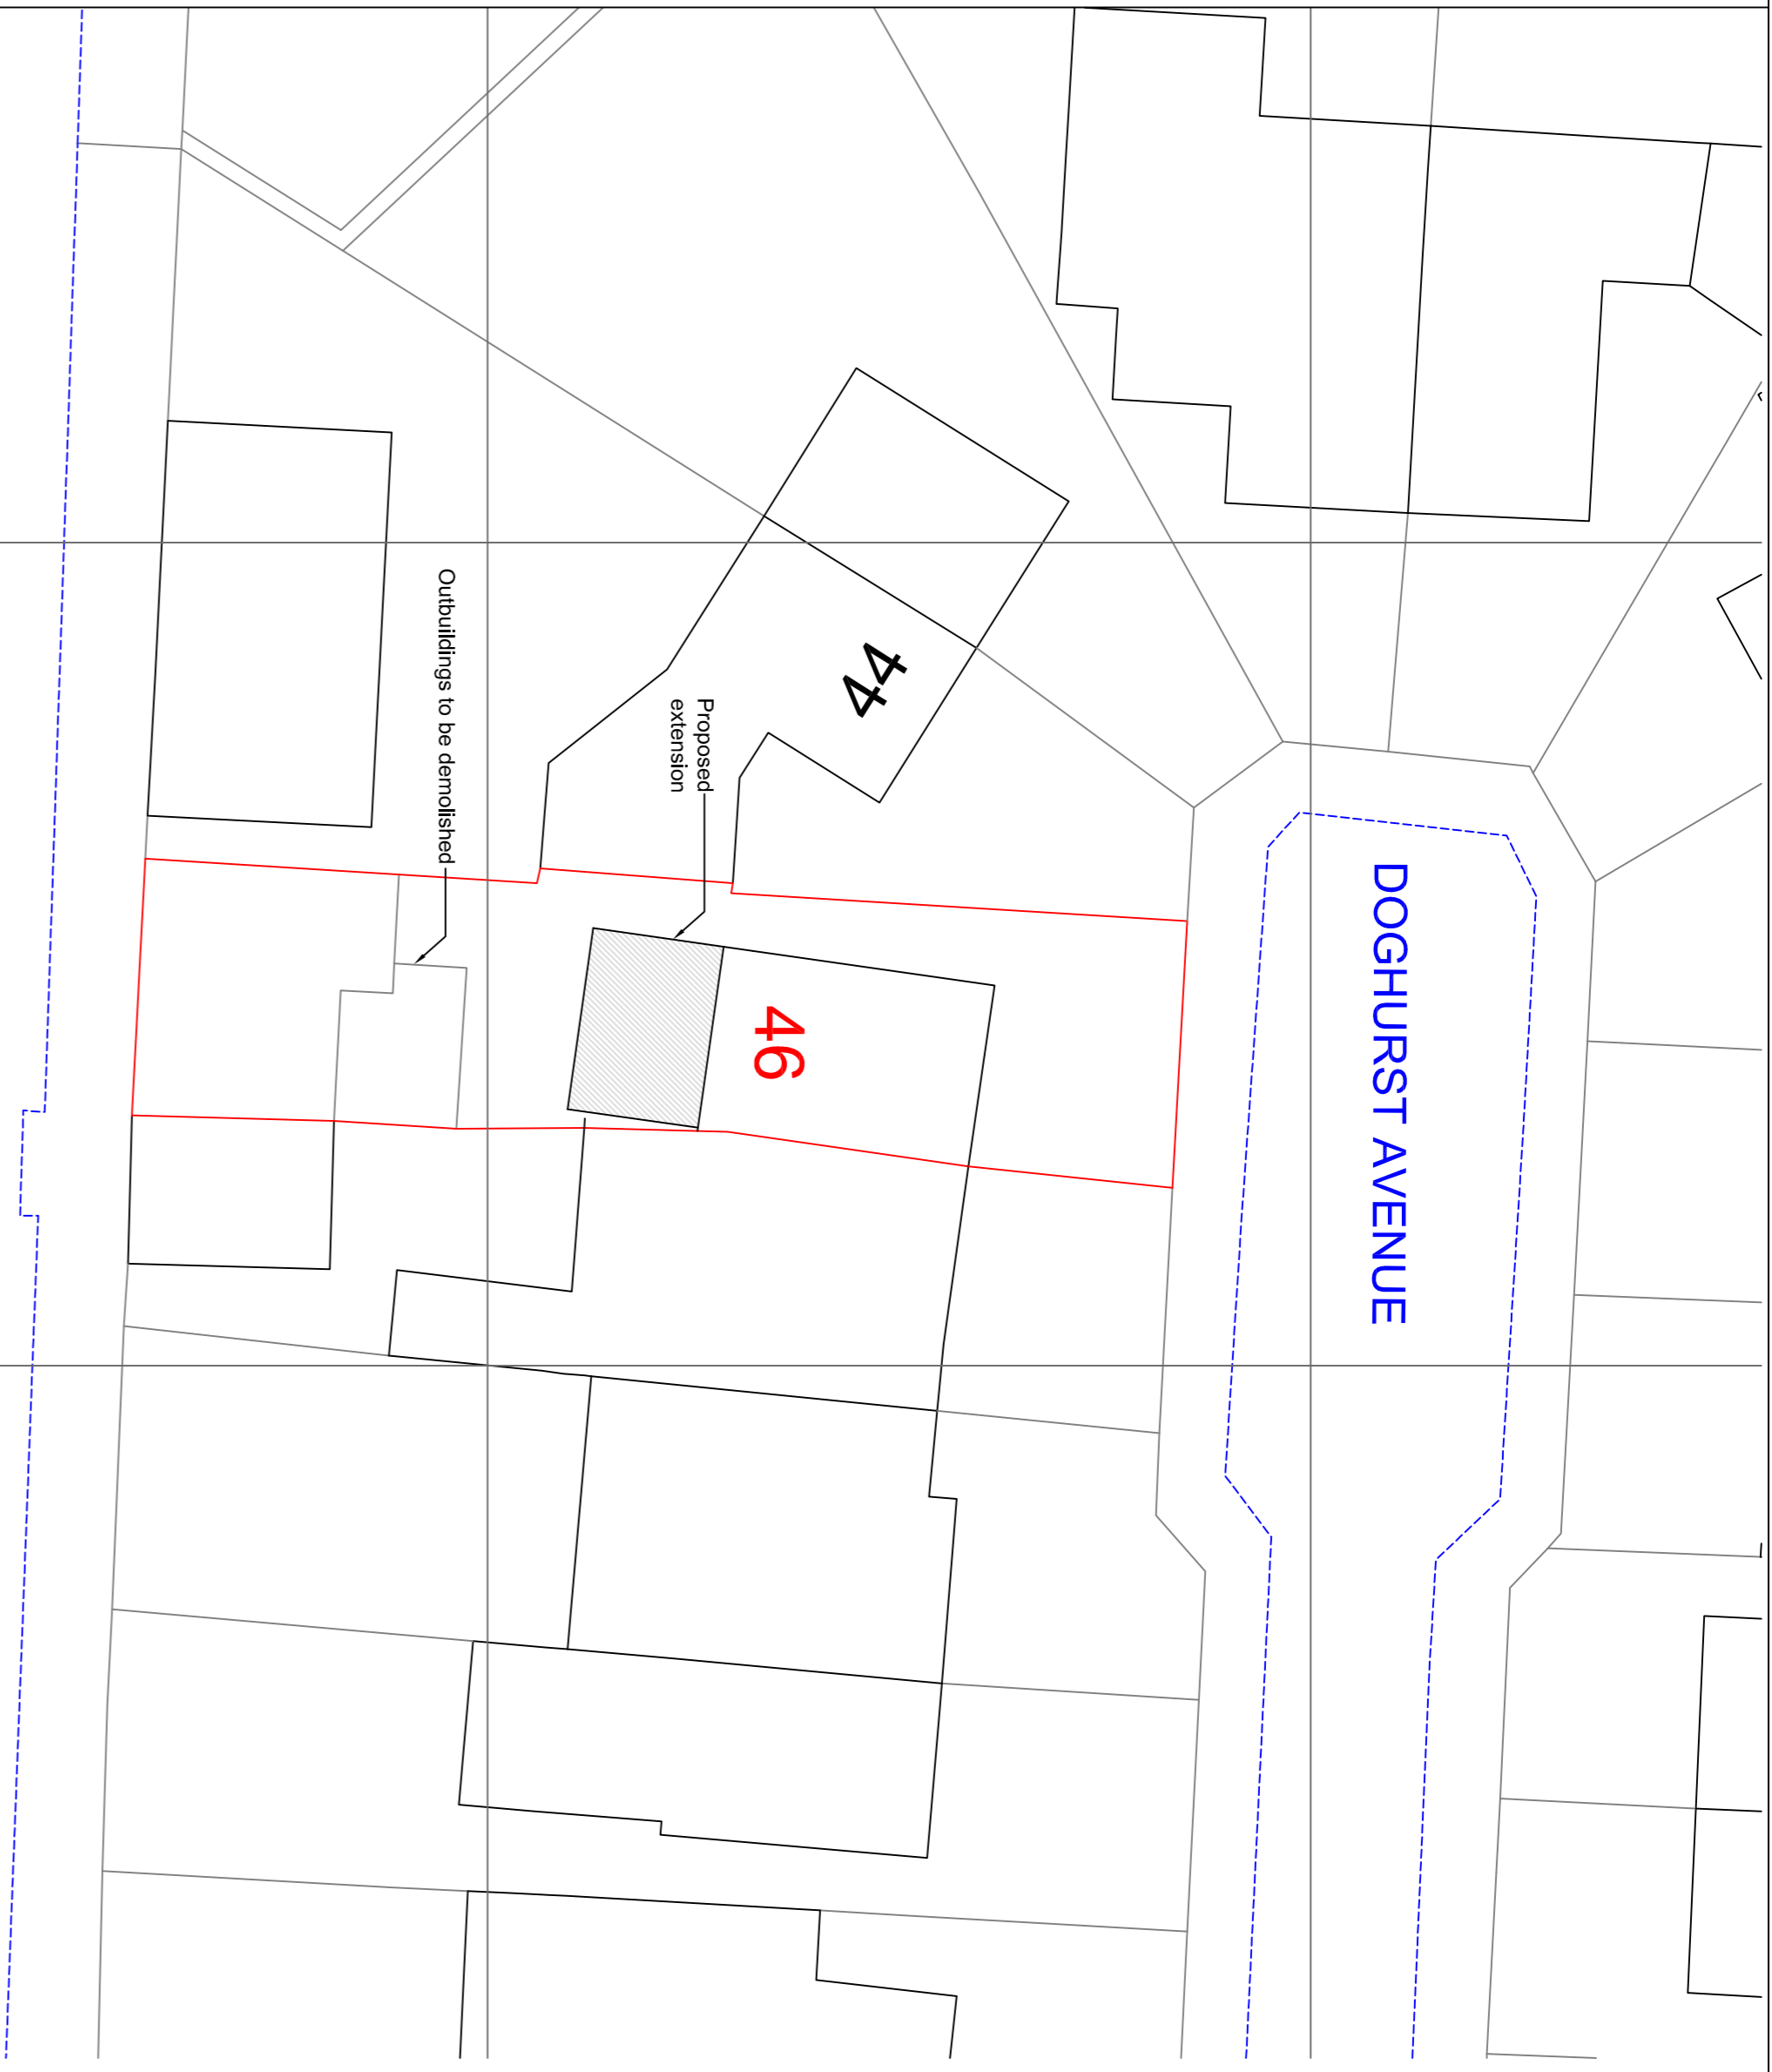 DOGHURST AVENUE
44
Proposed
extension
46
Outbuildings to be demolished